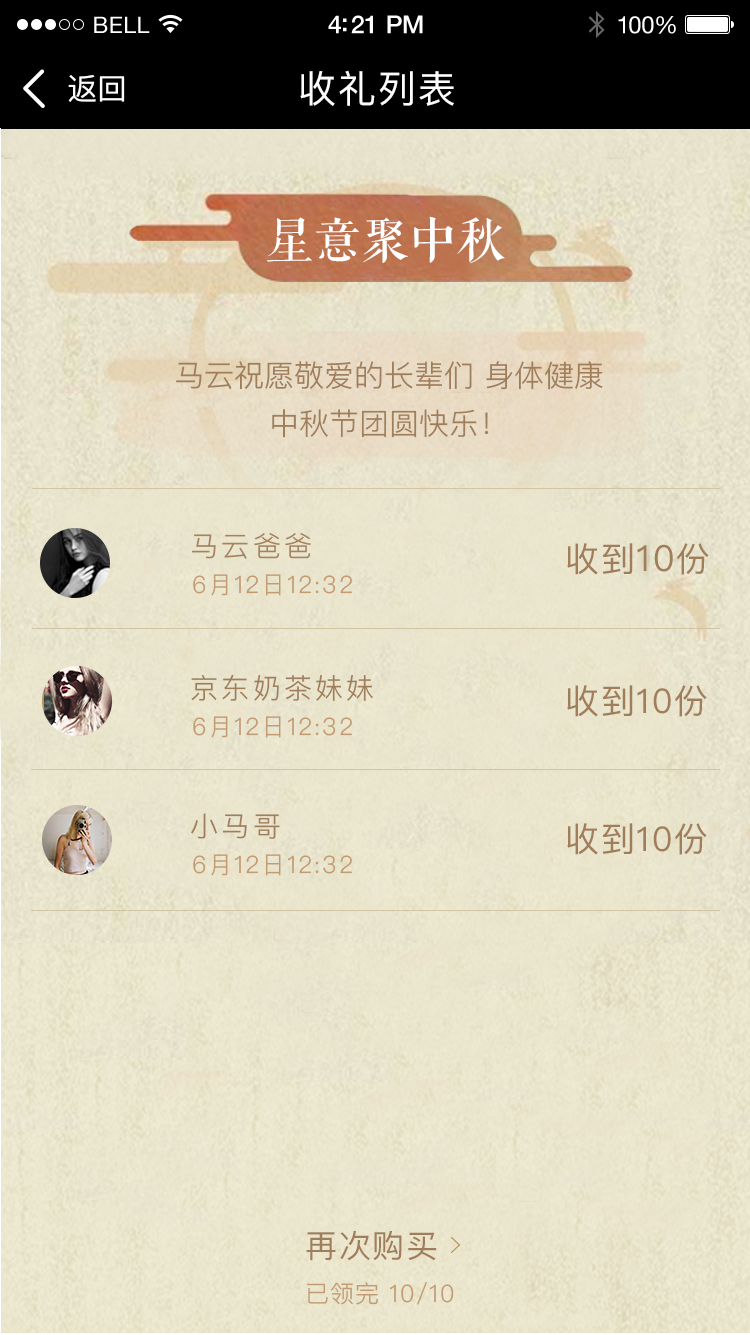 BELL 4:21 PM 100%
返回 收礼列表
星意聚中秋
马云祝愿敬爱的长辈们 身体健康
中秋节团圆快乐！
马云爸爸
6月12日12:32
收到10份
京东奶茶妹妹
6月12日12:32
收到10份
小马哥
6月12日12:32
收到10份
再次购买 >
已领完 10/10